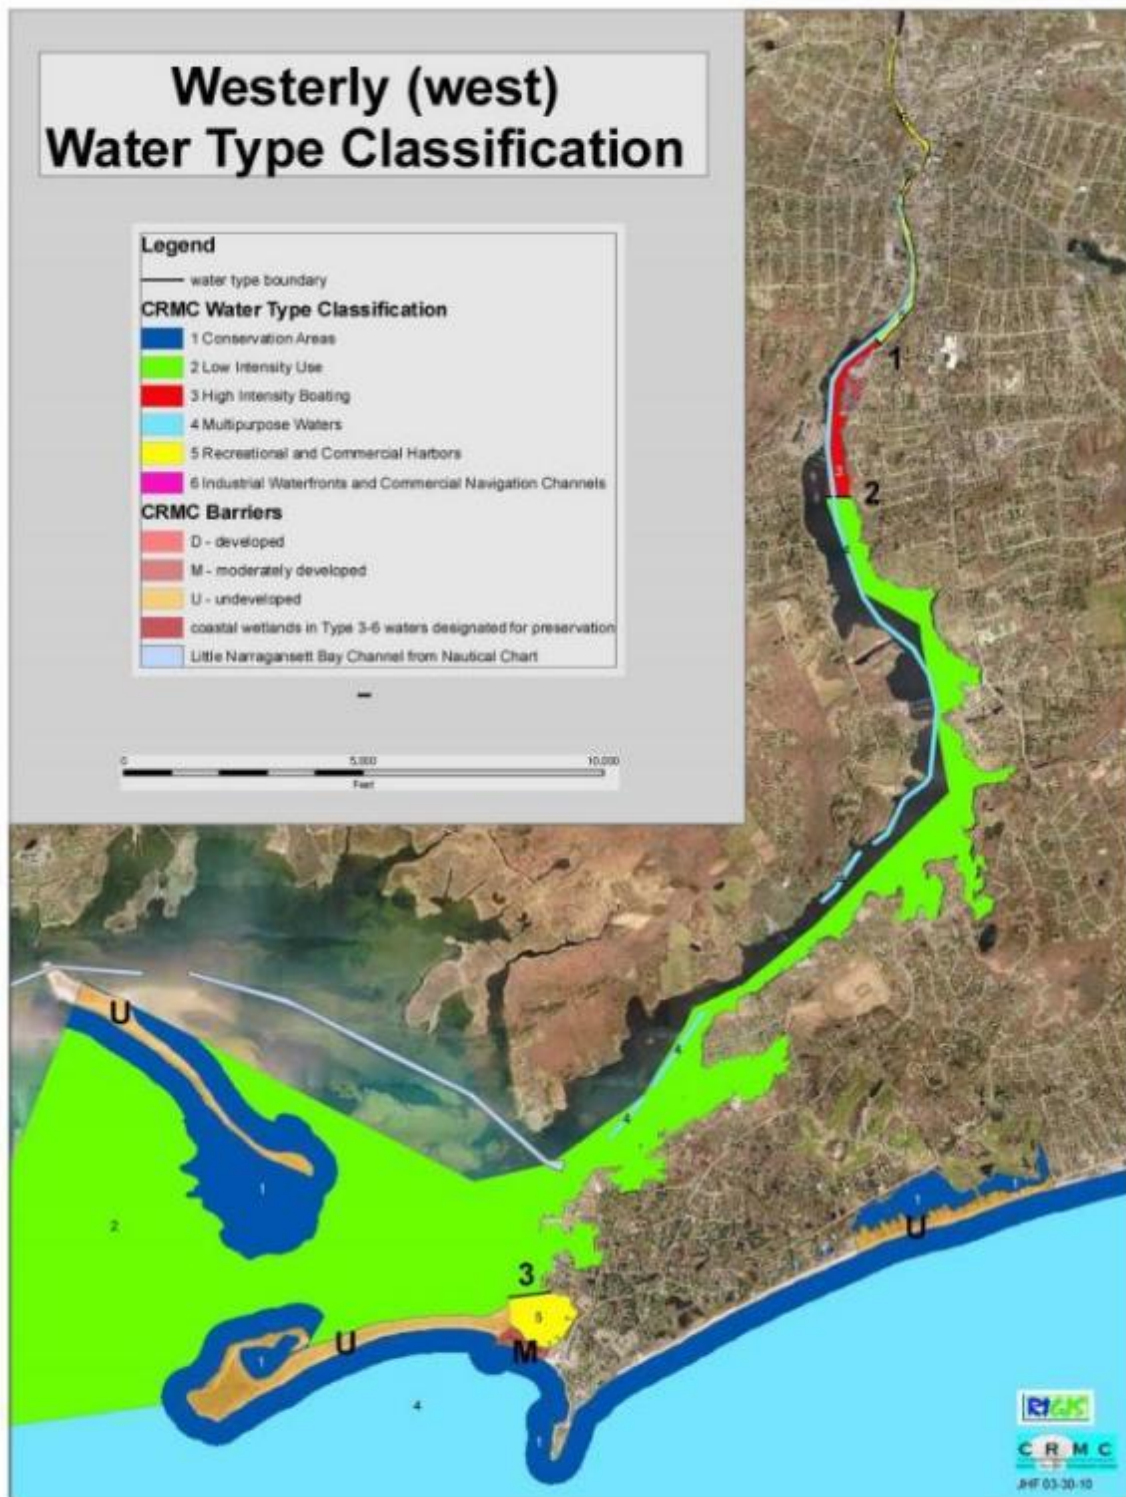 Westerly (west)
Water Type Classification
Legend
water type boundary
CRMC Water Type Classification
1 Conservation Areas
2 Low Intensity Use
3 High Intensity Boating
4 Multipurpose Waters
5 Recreational and Commercial Harbors
6 Industrial Waterfronts and Commercial Navigation Channels
CRMC Barriers
D - developed
M - moderately developed
U - undeveloped
coastal wetlands in Type 3-6 waters designated for preservation
Little Narragansett Bay Channel from Nautical Chart
0 5,000 10,000
Feet
1
3
2
4
4
U
1
2
1
1
U
3
5
U
M
1
4
1
RIGIS
CRMC
JHF 03-30-10